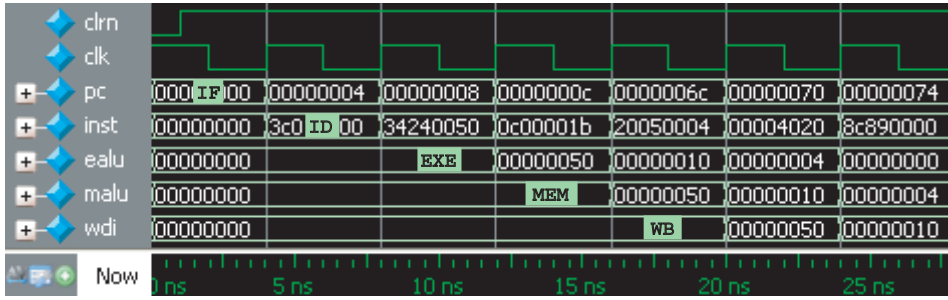 clrn
clk
pc 000 IF 00 00000004 00000008 0000000c 0000006c 00000070 00000074
inst 00000000 3c0 ID 00 34240050 0c00001b 20050004 00004020 8c890000
ealu 00000000 EXE 00000050 00000010 00000004 00000000
malu 00000000 MEM 00000050 00000010 00000004
wdi 00000000 WB 00000050 00000010
Now 0 ns 5 ns 10 ns 15 ns 20 ns 25 ns